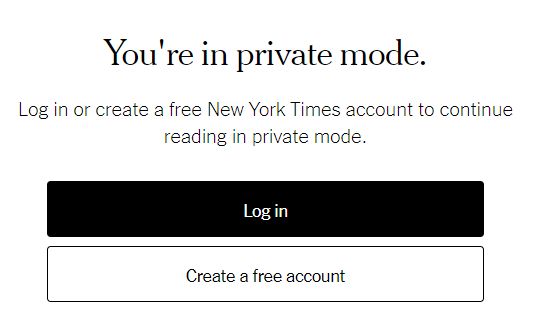 You're in private mode.
Log in or create a free New York Times account to continue
reading in private mode.
Log in
Create a free account